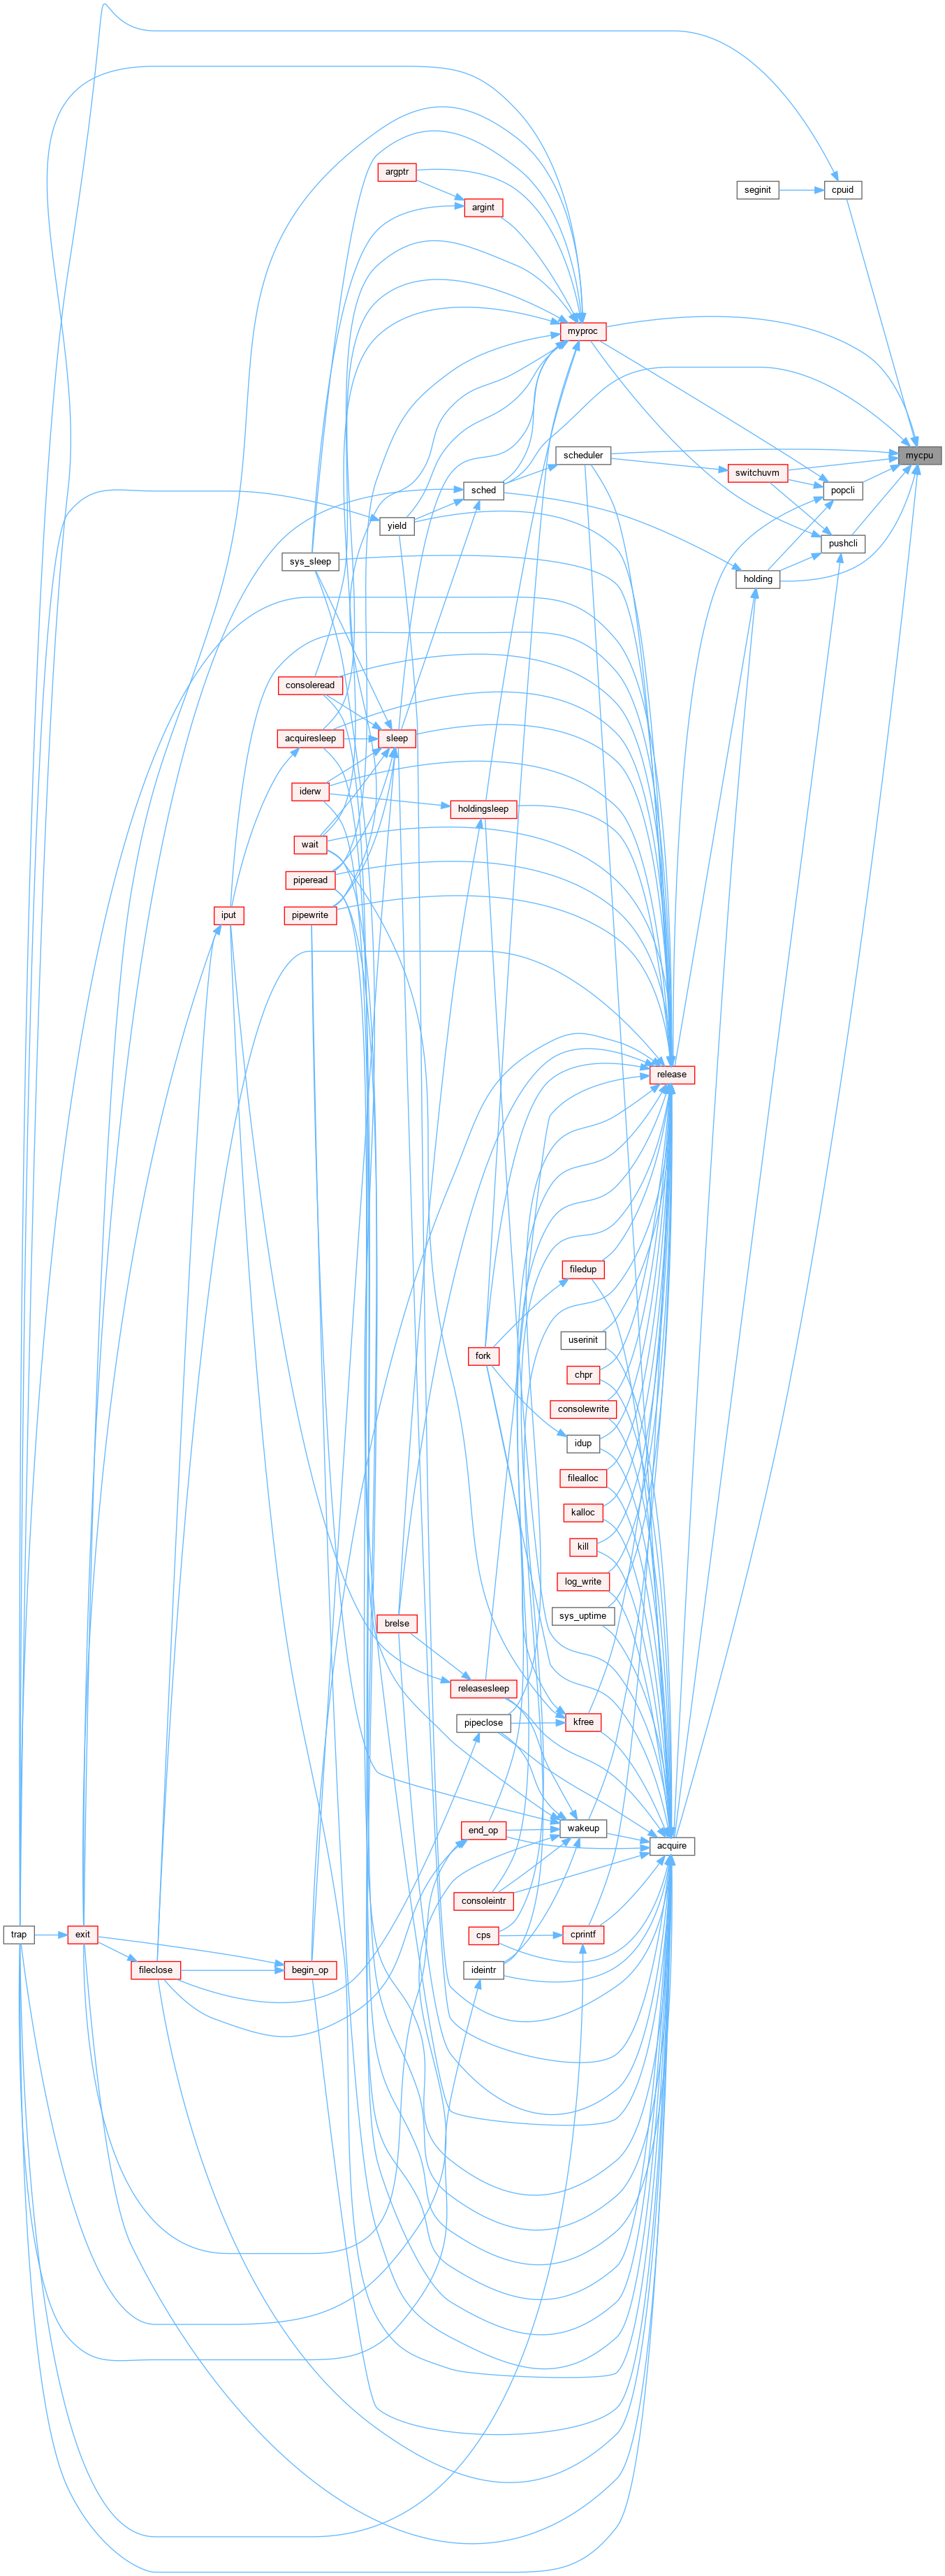 argptr
seginit
cpuid
argint
myproc
scheduler
mycpu
switchuvm
sched
popcli
yield
pushcli
sys_sleep
holding
consoleread
acquiresleep
sleep
iderw
holdingsleep
wait
piperead
iput
pipewrite
release
filedup
userinit
fork
chpr
consolewrite
idup
filealloc
kalloc
kill
log_write
sys_uptime
brelse
releasesleep
pipeclose
kfree
end_op
wakeup
acquire
consoleintr
trap
exit
cps
cprintf
fileclose
begin_op
ideintr